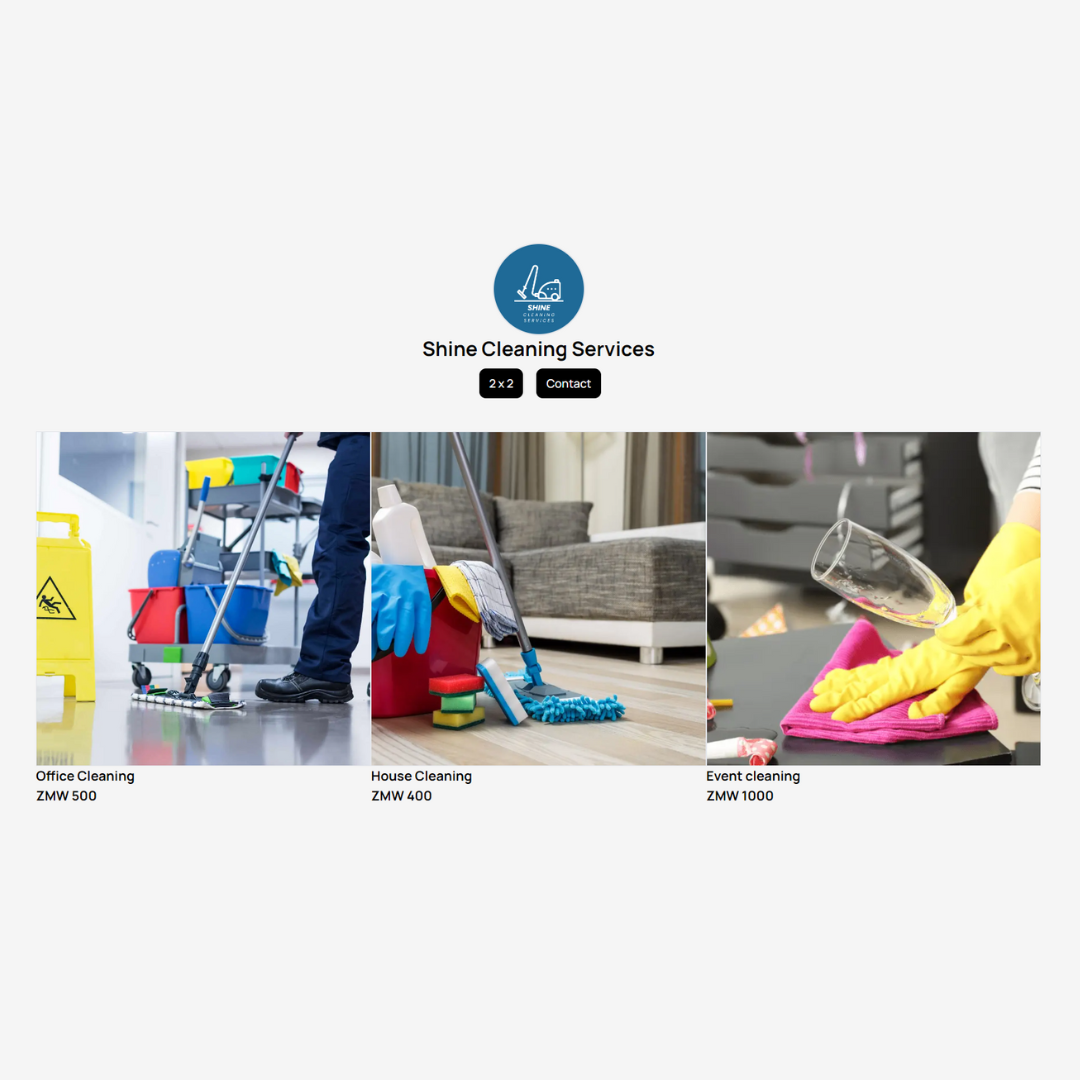 SHINE
CLEANING
SERVICES
Shine Cleaning Services
2 x 2
Contact
Office Cleaning
ZMW 500
House Cleaning
ZMW 400
Event cleaning
ZMW 1000